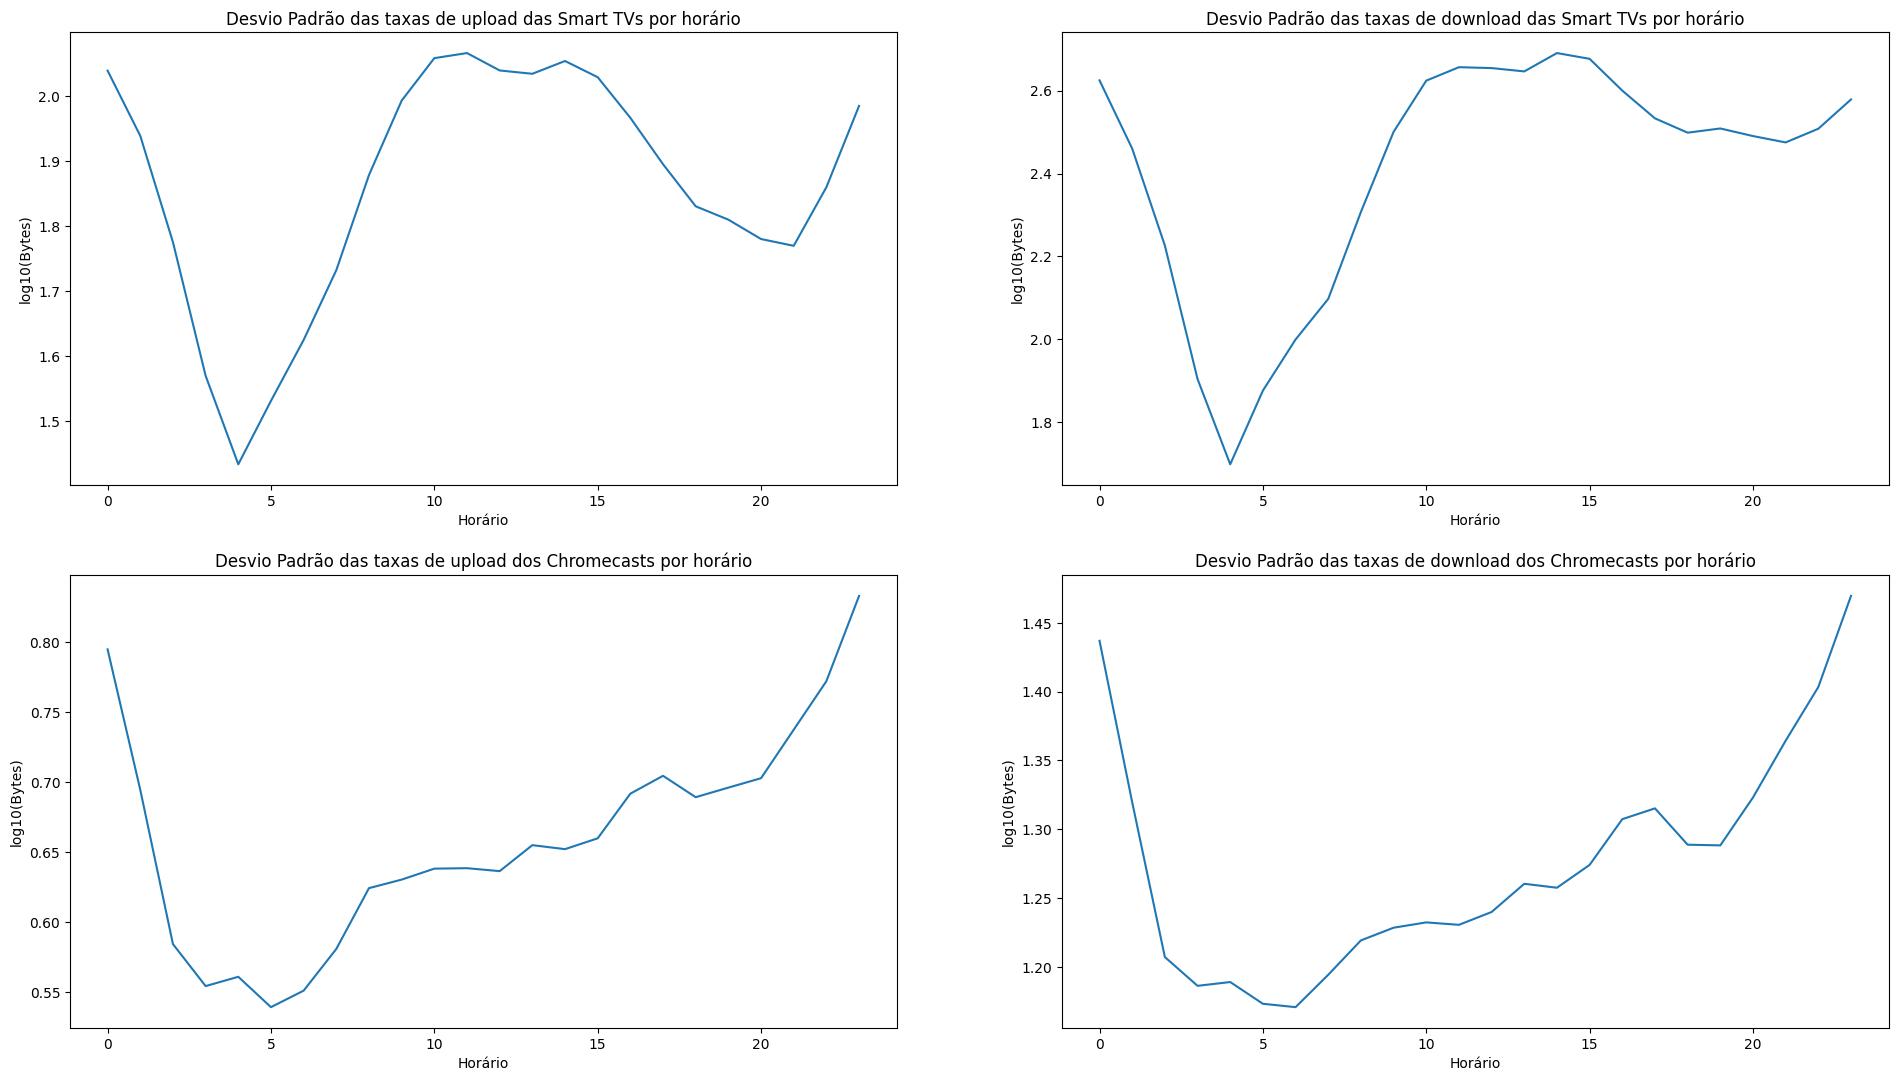 Desvio Padrão das taxas de upload das Smart TVs por horário
log10(Bytes)
2.0
1.9
1.8
1.7
1.6
1.5
0 5 10 15 20
Horário
Desvio Padrão das taxas de download das Smart TVs por horário
log10(Bytes)
2.6
2.4
2.2
2.0
1.8
0 5 10 15 20
Horário
Desvio Padrão das taxas de upload dos Chromecasts por horário
log10(Bytes)
0.80
0.75
0.70
0.65
0.60
0.55
0 5 10 15 20
Horário
Desvio Padrão das taxas de download dos Chromecasts por horário
log10(Bytes)
1.45
1.40
1.35
1.30
1.25
1.20
0 5 10 15 20
Horário